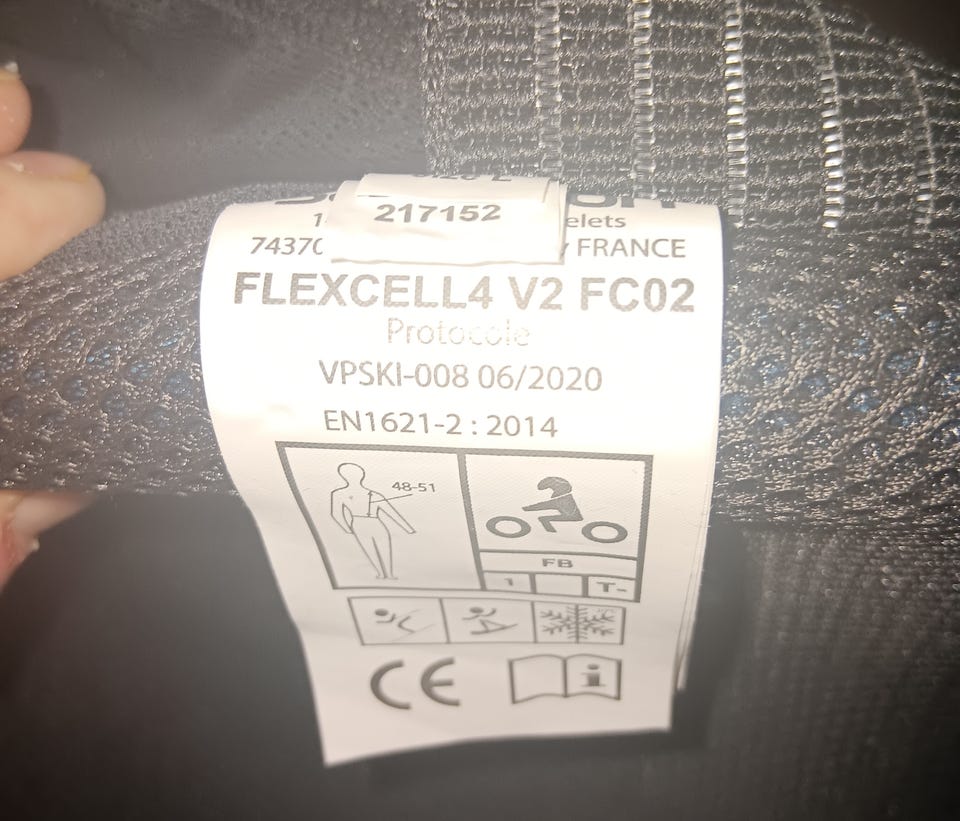 217152
elets
7437
FRANCE
FLEXCELL4 V2 FC02
Protocole
VPSKI-008 06/2020
EN1621-2 : 2014
48-51
FB
1 T-
CE
i